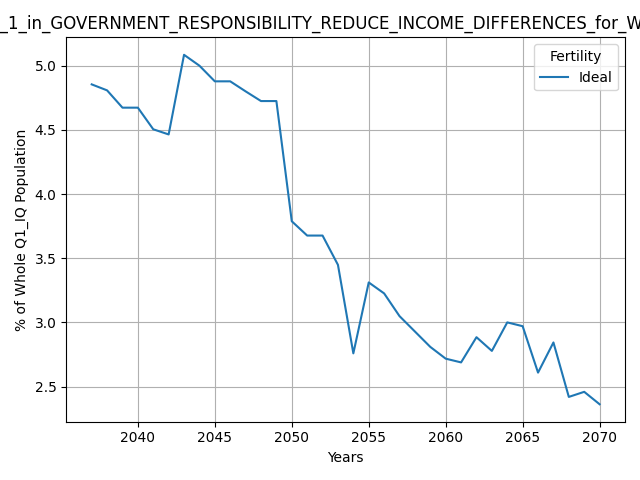 _1_in_GOVERNMENT_RESPONSIBILITY_REDUCE_INCOME_DIFFERENCES_for_W
Fertility
Ideal
5.0
4.5
4.0
3.5
3.0
2.5
% of Whole Q1_IQ Population
2040 2045 2050 2055 2060 2065 2070
Years